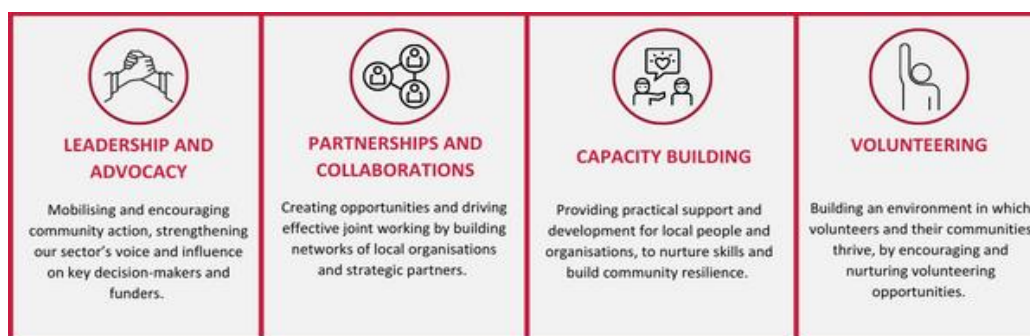 LEADERSHIP AND
ADVOCACY
Mobilising and encouraging
community action, strengthening
our sector's voice and influence
on key decision-makers and
funders.
PARTNERSHIPS AND
COLLABORATIONS
Creating opportunities and driving
effective joint working by building
networks of local organisations
and strategic partners.
CAPACITY BUILDING
Providing practical support and
development for local people and
organisations, to nurture skills and
build community resilience.
VOLUNTEERING
Building an environment in which
volunteers and their communities
thrive, by encouraging and
nurturing volunteering
opportunities.